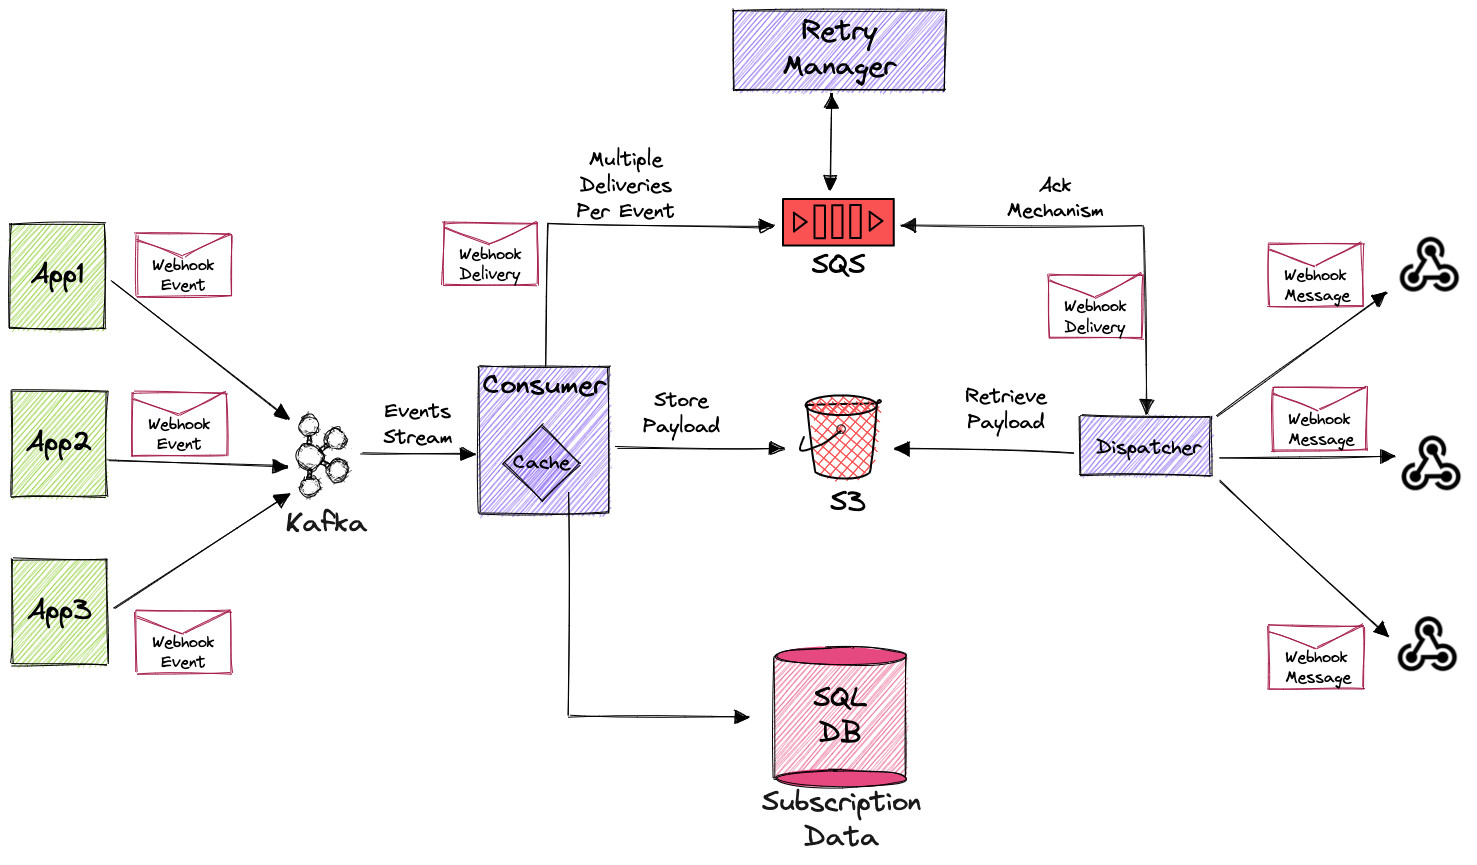 Retry
Manager
Multiple
Deliveries
Per Event
Ack
Mechanism
SQS
App1
Webhook
Event
Webhook
Delivery
Webhook
Delivery
Webhook
Message
App2
Webhook
Event
Kafka
Events
Stream
Consumer
Cache
Store
Payload
S3
Retrieve
Payload
Dispatcher
Webhook
Message
App3
Webhook
Event
SQL
DB
Subscription
Data
Webhook
Message